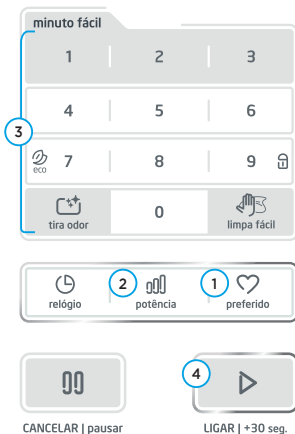 minuto fácil
1 2 3
4 5 6
3
eco 7 8 9
tira odor 0 limpa fácil
2 1
relógio potência preferido
4
CANCELAR | pausar LIGAR | +30 seg.